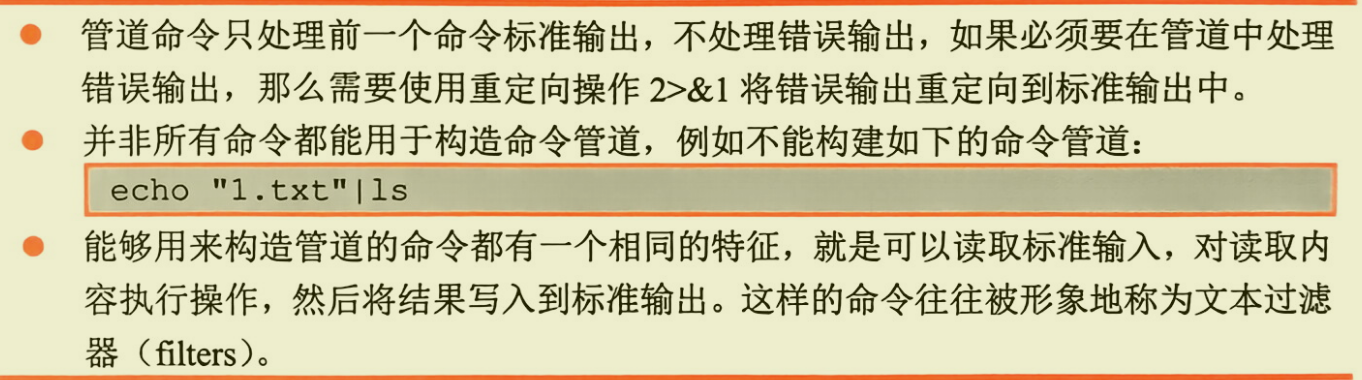 ● 管道命令只处理前一个命令标准输出，不处理错误输出，如果必须要在管道中处理
错误输出，那么需要使用重定向操作 2>&1 将错误输出重定向到标准输出中。
● 并非所有命令都能用于构造命令管道，例如不能构建如下的命令管道：
echo "1.txt"|ls
● 能够用来构造管道的命令都有一个相同的特征，就是可以读取标准输入，对读取内
容执行操作，然后将结果写入到标准输出。这样的命令往往被形象地称为文本过滤
器（filters）。